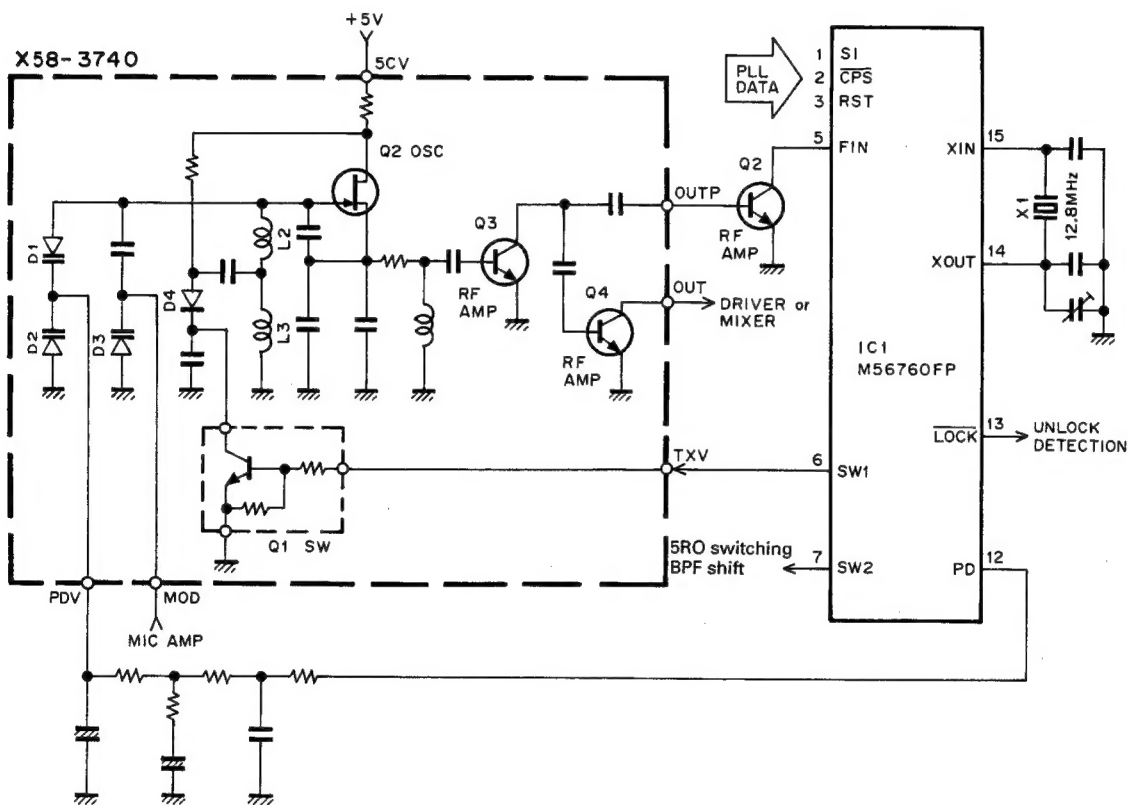 +5V
X58-3740
5CV
Q2 OSC
D1
D2
D3
D4
L2
L3
Q3
RF
AMP
Q4
RF
AMP
OUTP
OUT
DRIVER or
MIXER
Q2
RF
AMP
PLL
DATA
1 SI
2 CPS
3 RST
5 FIN
XIN 15
X1
12.8MHz
XOUT 14
IC1
M56760FP
LOCK 13
UNLOCK
DETECTION
TXV
6 SW1
Q1 SW
5RO switching
BPF shift
7 SW2
PD 12
PDV
MOD
MIC AMP